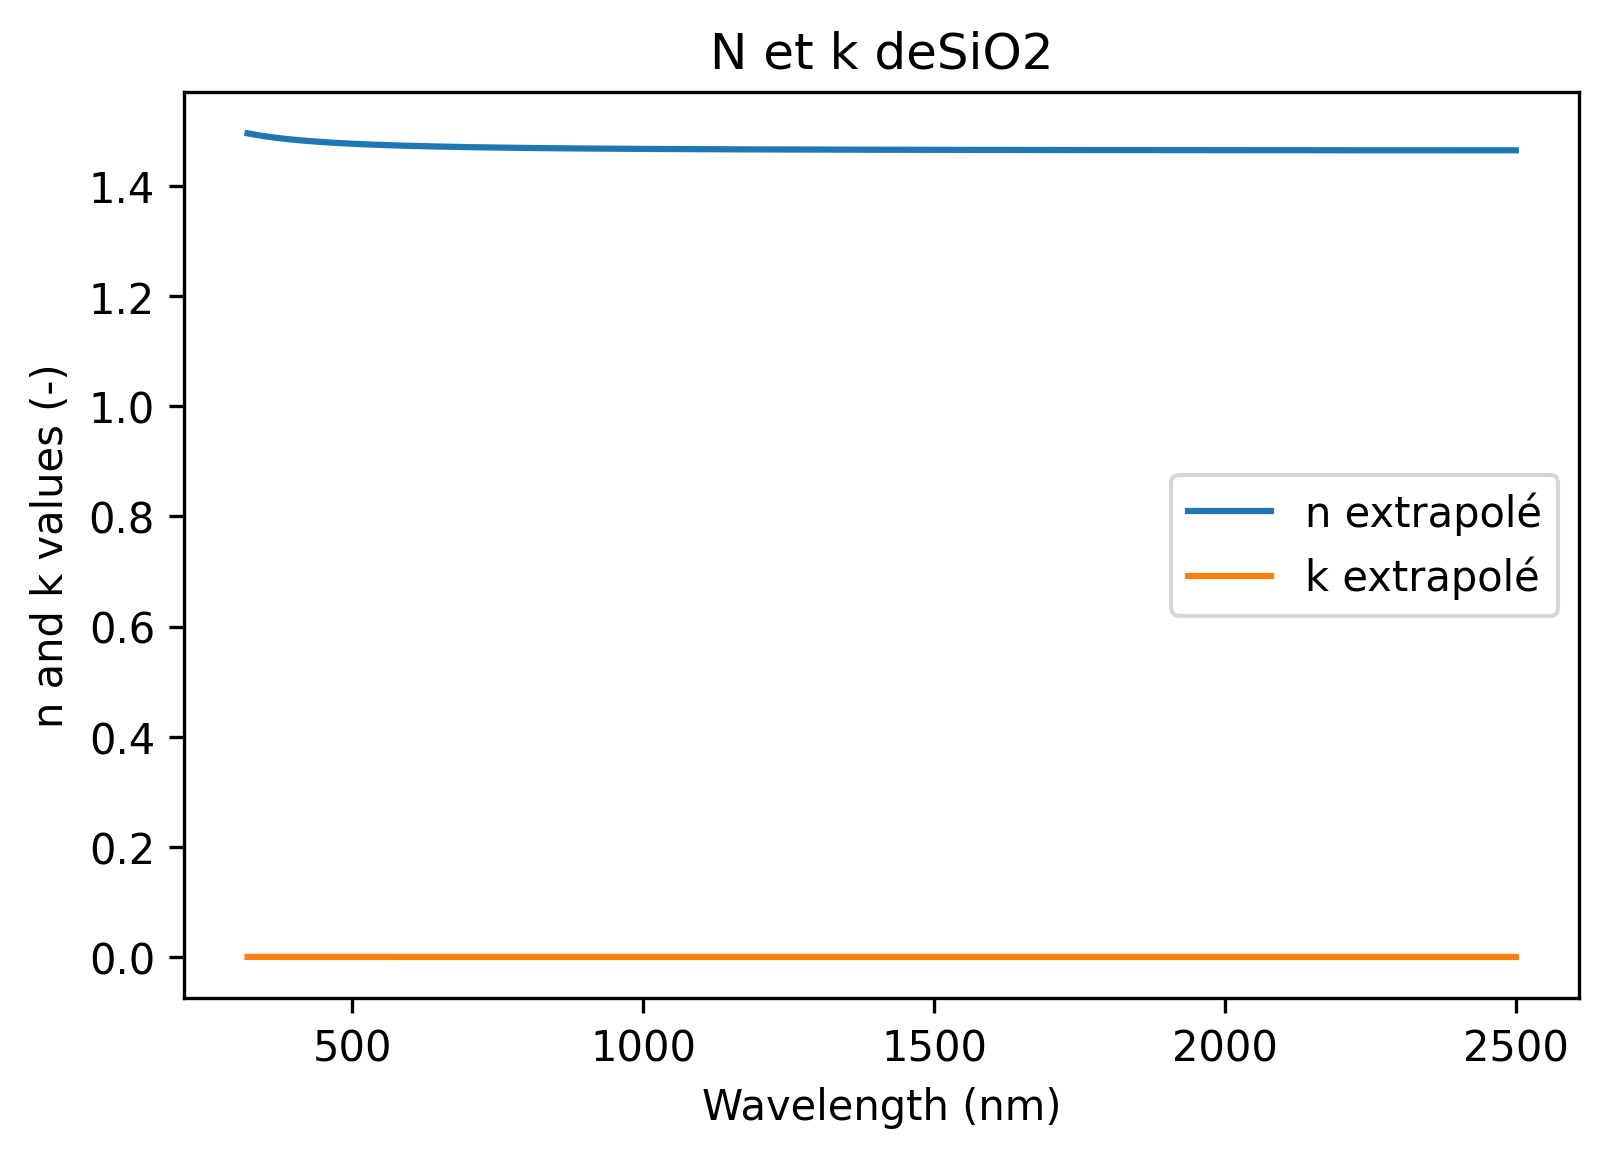 N et k deSiO2
n and k values (-)
1.4
1.2
1.0
0.8
0.6
0.4
0.2
0.0
n extrapolé
k extrapolé
500 1000 1500 2000 2500
Wavelength (nm)